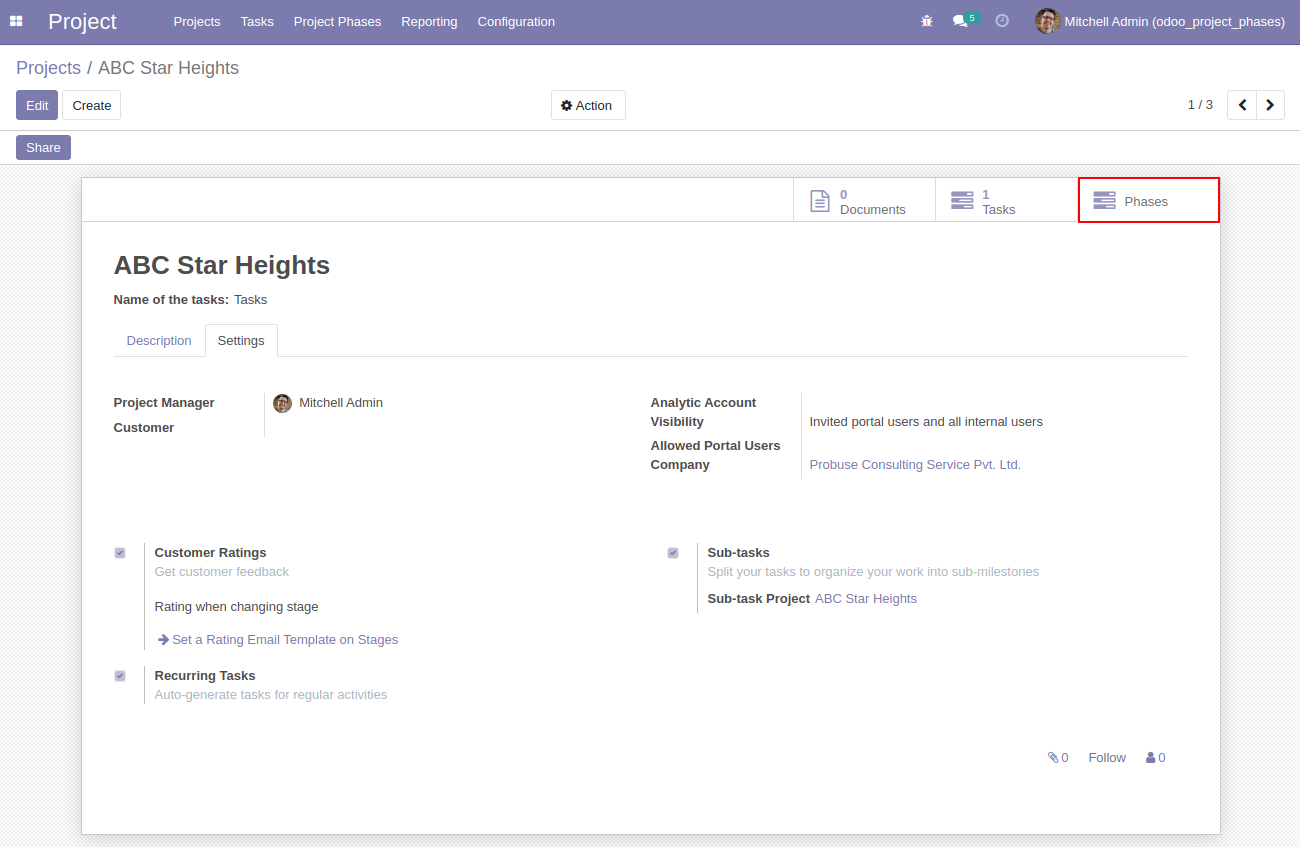 Project Projects Tasks Project Phases Reporting Configuration 5 Mitchell Admin (odoo_project_phases)
Projects / ABC Star Heights
Edit Create Action 1 / 3
Share
0 Documents
1 Tasks
Phases
ABC Star Heights
Name of the tasks: Tasks
Description Settings
Project Manager Mitchell Admin
Customer
Analytic Account
Visibility Invited portal users and all internal users
Allowed Portal Users
Company Probuse Consulting Service Pvt. Ltd.
Customer Ratings
Get customer feedback
Rating when changing stage
Set a Rating Email Template on Stages
Sub-tasks
Split your tasks to organize your work into sub-milestones
Sub-task Project ABC Star Heights
Recurring Tasks
Auto-generate tasks for regular activities
0 Follow 0